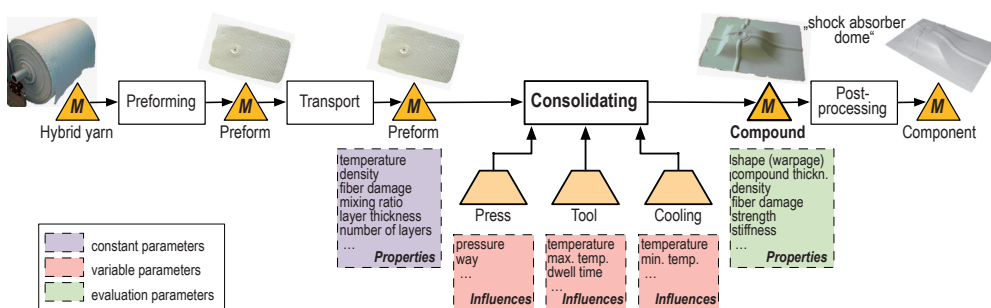 „shock absorber
dome“
M
Hybrid yarn
Preforming
M
Preform
Transport
M
Preform
Consolidating
M
Compound
Post-
processing
M
Component
temperature
density
fiber damage
mixing ratio
layer thickness
number of layers
…
Properties
Press
Tool
Cooling
pressure
way
…
Influences
temperature
max. temp.
dwell time
…
Influences
temperature
min. temp.
…
Influences
shape (warpage)
compound thickn.
density
fiber damage
strength
stiffness
…
Properties
constant parameters
variable parameters
evaluation parameters